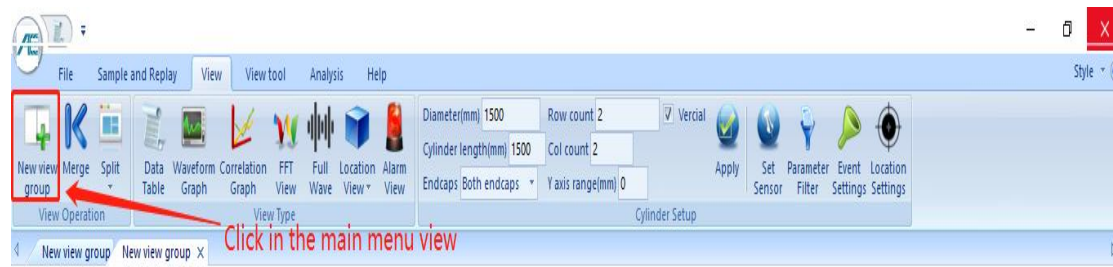 File Sample and Replay View View tool Analysis Help Style
Diameter(mm) 1500 Row count 2 Vercial
Cylinder length(mm) 1500 Col count 2
Endcaps Both endcaps Y axis range(mm) 0
New view group Merge Split Data Table Waveform Graph Correlation Graph FFT View Full Wave Location View Alarm View Apply Set Sensor Parameter Filter Event Settings Location Settings
View Operation View Type Cylinder Setup
Click in the main menu view
New view group New view group X